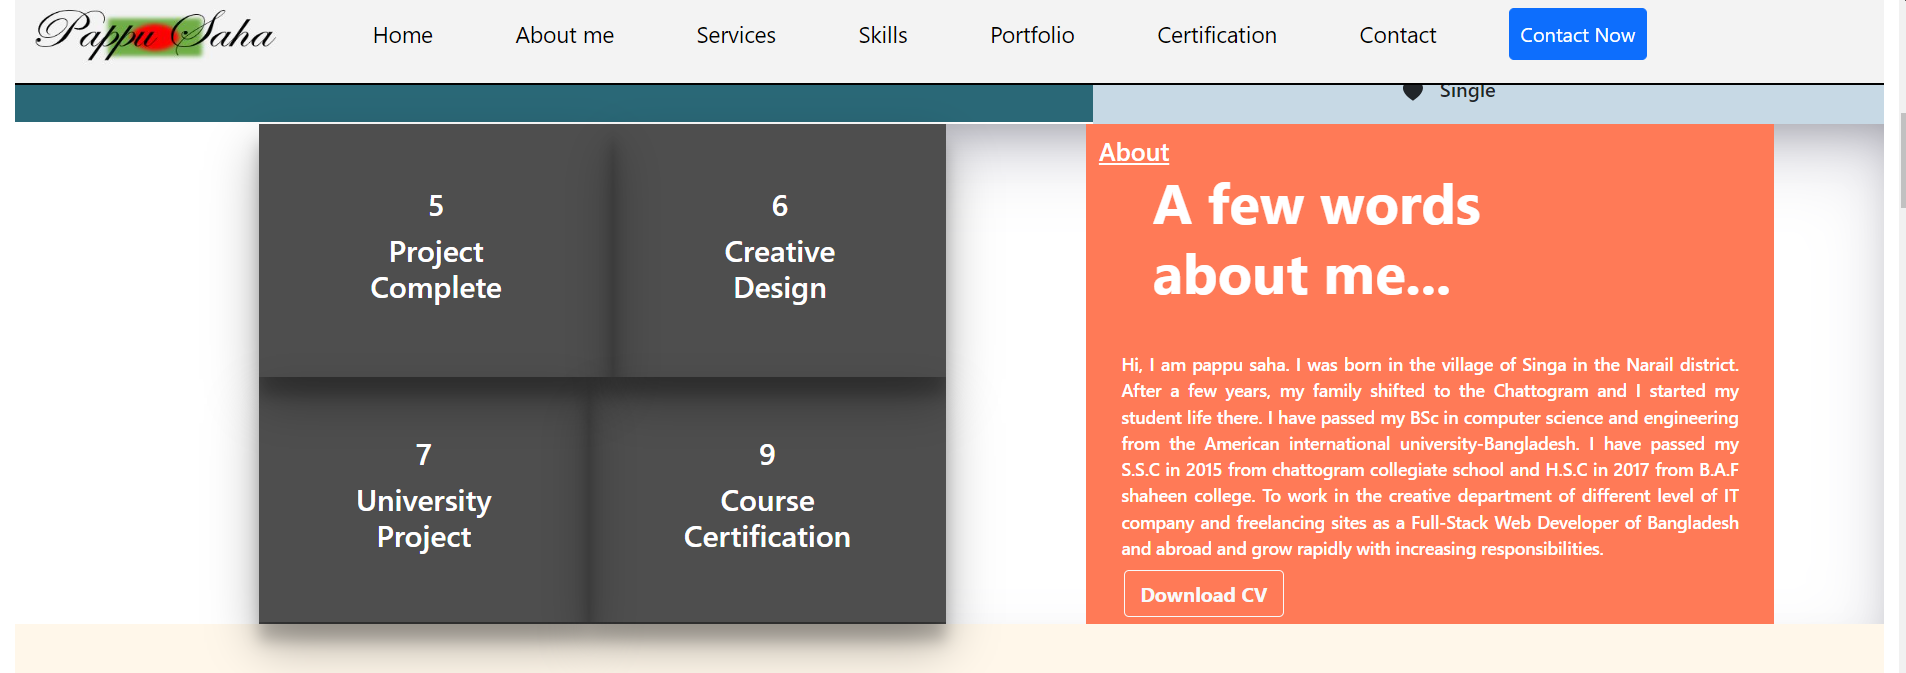 Pappu Saha
Home
About me
Services
Skills
Portfolio
Certification
Contact
Contact Now
Single
5
Project
Complete
6
Creative
Design
7
University
Project
9
Course
Certification
About
A few words
about me...
Hi, I am pappu saha. I was born in the village of Singa in the Narail district.
After a few years, my family shifted to the Chattogram and I started my
student life there. I have passed my BSc in computer science and engineering
from the American international university-Bangladesh. I have passed my
S.S.C in 2015 from chattogram collegiate school and H.S.C in 2017 from B.A.F
shaheen college. To work in the creative department of different level of IT
company and freelancing sites as a Full-Stack Web Developer of Bangladesh
and abroad and grow rapidly with increasing responsibilities.
Download CV